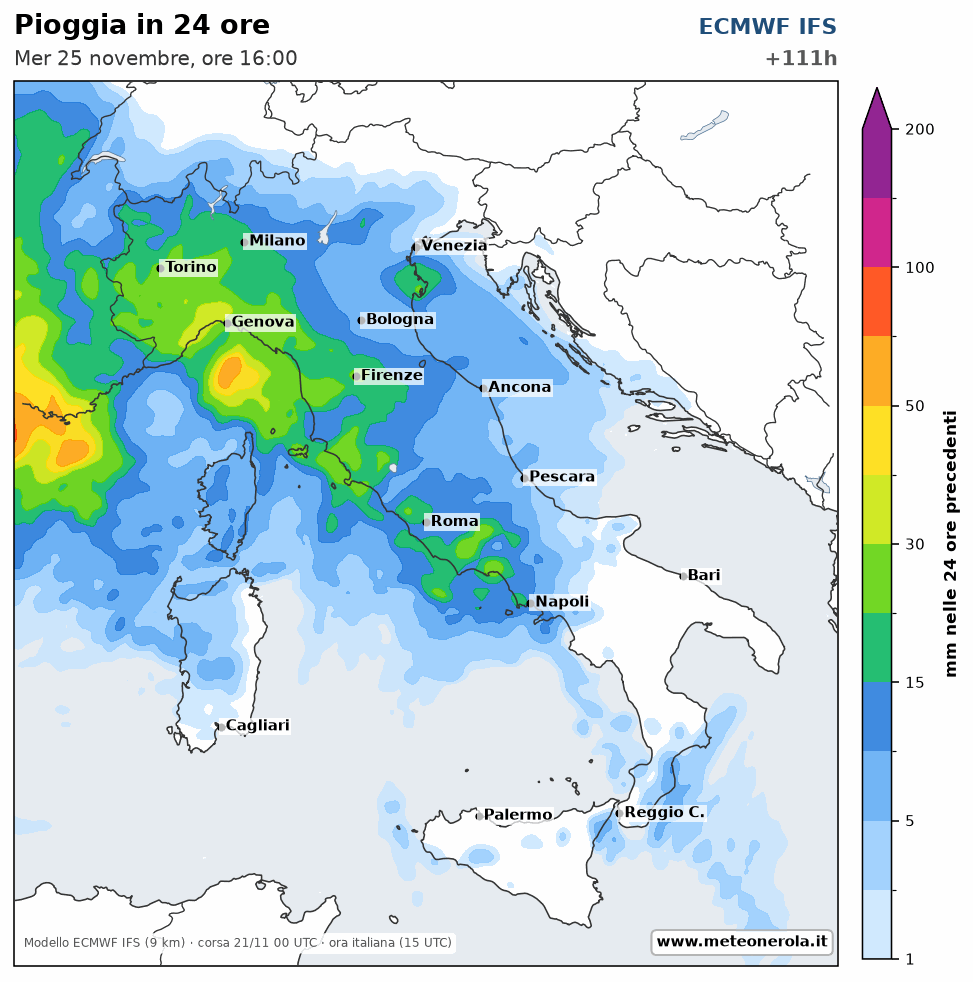 Pioggia in 24 ore
ECMWF IFS
Mer 25 novembre, ore 16:00
+111h
200
100
50
30
15
5
1
mm nelle 24 ore precedenti
Milano
Venezia
Torino
Bologna
Genova
Firenze
Ancona
Pescara
Roma
Bari
Napoli
Cagliari
Palermo
Reggio C.
Modello ECMWF IFS (9 km) · corsa 21/11 00 UTC · ora italiana (15 UTC)
www.meteonerola.it